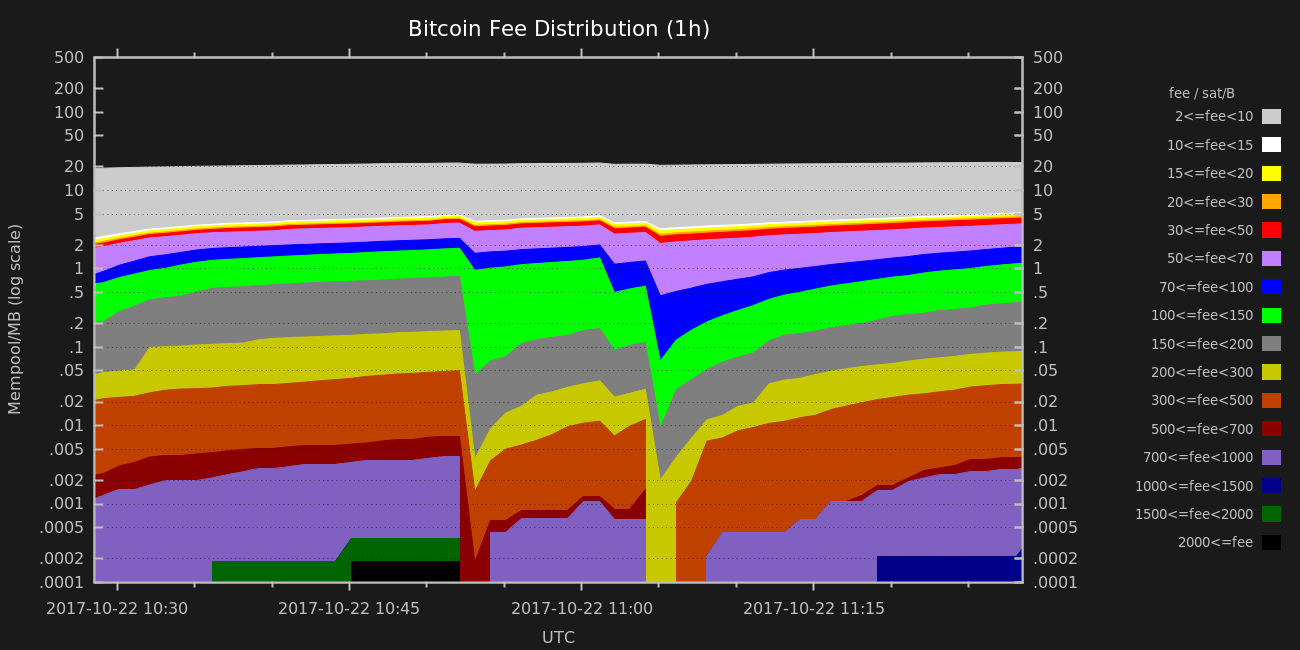 Bitcoin Fee Distribution (1h)
500 500
200 200
100 100
50 50
20 20
10 10
5 5
2 2
1 1
.5 .5
.2 .2
.1 .1
.05 .05
.02 .02
.01 .01
.005 .005
.002 .002
.001 .001
.0005 .0005
.0002 .0002
.0001 .0001
Mempool/MB (log scale)
2017-10-22 10:30 2017-10-22 10:45 2017-10-22 11:00 2017-10-22 11:15
UTC
fee / sat/B
2<=fee<10
10<=fee<15
15<=fee<20
20<=fee<30
30<=fee<50
50<=fee<70
70<=fee<100
100<=fee<150
150<=fee<200
200<=fee<300
300<=fee<500
500<=fee<700
700<=fee<1000
1000<=fee<1500
1500<=fee<2000
2000<=fee